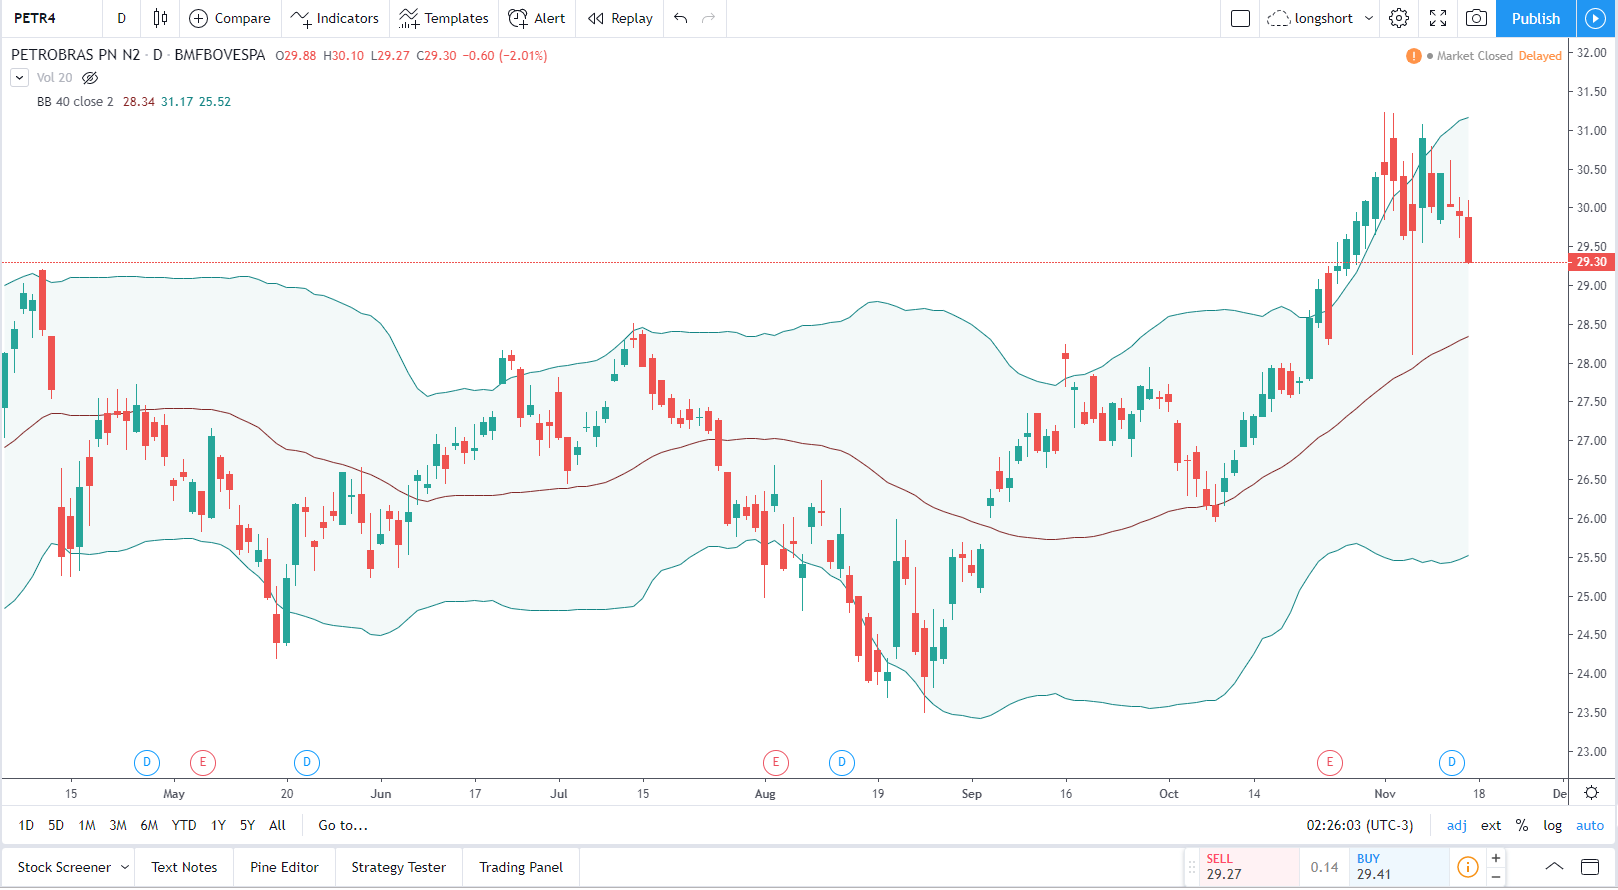 PETR4 D Compare Indicators Templates Alert Replay longshort Publish
PETROBRAS PN N2 · D · BMFBOVESPA O29.88 H30.10 L29.27 C29.30 −0.60 (−2.01%) ! Market Closed Delayed
Vol 20
BB 40 close 2 28.34 31.17 25.52
32.00
31.50
31.00
30.50
30.00
29.50
29.30
29.00
28.50
28.00
27.50
27.00
26.50
26.00
25.50
25.00
24.50
24.00
23.50
23.00
D E D E D E D
15 May 20 Jun 17 Jul 15 Aug 19 Sep 16 Oct 14 Nov 18 De
1D 5D 1M 3M 6M YTD 1Y 5Y All Go to... 02:26:03 (UTC-3) adj ext % log auto
Stock Screener Text Notes Pine Editor Strategy Tester Trading Panel SELL 0.14 BUY
29.27 29.41